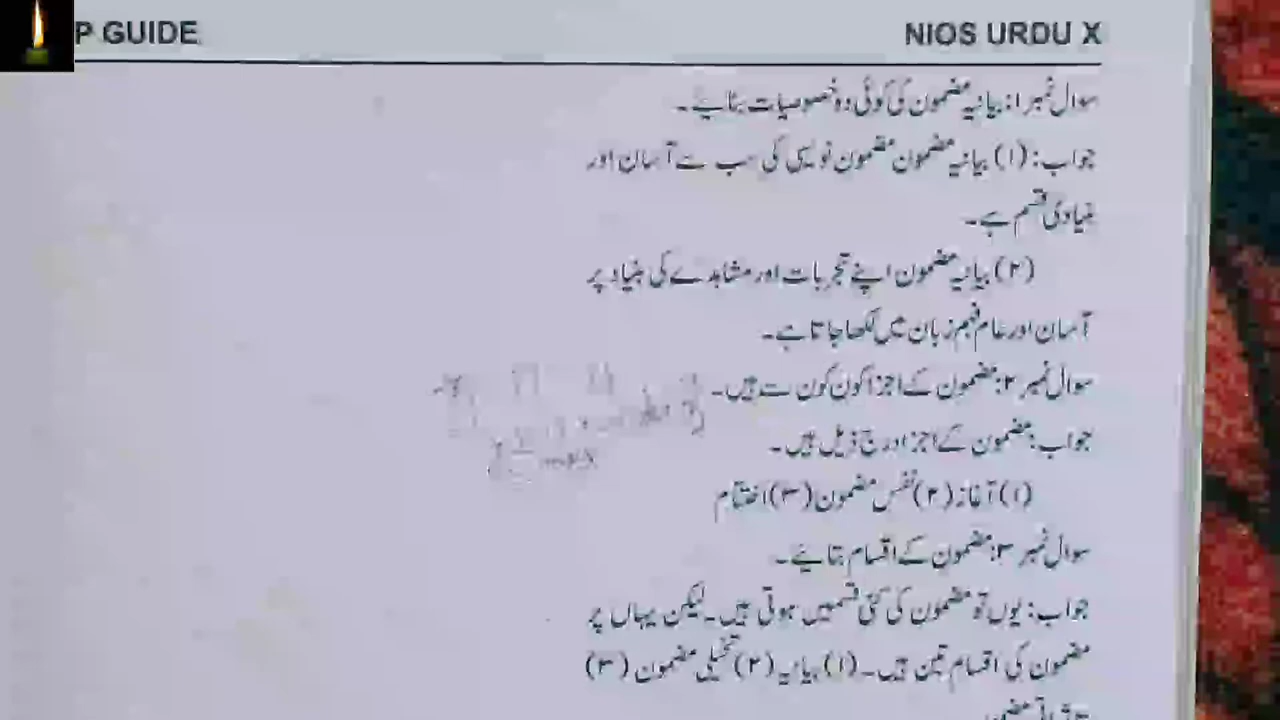 P GUIDE
NIOS URDU X
سوال نمبر ۱: بیانیہ مضمون کی کوئی دو خصوصیات بتایئے۔
جواب: (۱) بیانیہ مضمون مضمون نویسی کی سب سے آسان اور
بنیادی قسم ہے۔
(۲) بیانیہ مضمون اپنے تجربات اور مشاہدے کی بنیاد پر
آسان اور عام فہم زبان میں لکھا جاتا ہے۔
سوال نمبر ۲: مضمون کے اجزا کون کون سے ہیں۔
جواب: مضمون کے اجزا درج ذیل ہیں۔
(۱) آغاز (۲) نفس مضمون (۳) اختتام
سوال نمبر ۳: مضمون کے اقسام بتایئے۔
جواب: یوں تو مضمون کی کئی قسمیں ہوتی ہیں۔ لیکن یہاں پر
مضمون کی اقسام تین ہیں۔ (۱) بیانیہ (۲) تخیلی مضمون (۳)